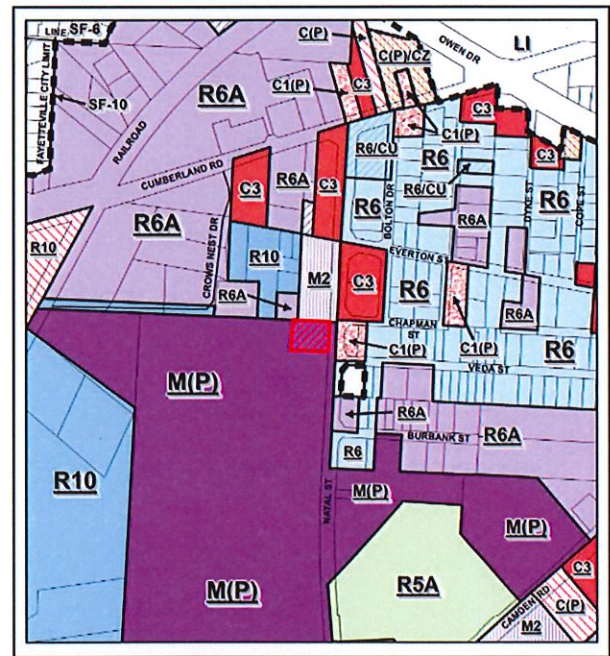 LINE
SF-6
FAYETTEVILLE CITY LIMIT
SF-10
RAILROAD
R6A
C(P)
C(P)/CZ
OWEN DR
LI
C1(P)
C3
C1(P)
CUMBERLAND RD
C3
R6A
C3
R6/CU
R6
R6/CU
C3
C3
R6
BOLTON DR
R6A
DYKE ST
R6
COPE ST
R10
R6A
CROWS NEST DR
R10
M2
EVERTON ST
R6A
C3
R6
C1(P)
R6A
CHAPMAN ST
C1(P)
R6
VEDA ST
M(P)
R6A
BURBANK ST
R6A
R6
R10
NATAL ST
M(P)
M(P)
M(P)
R5A
C3
CAMDEN RD
C(P)
M2